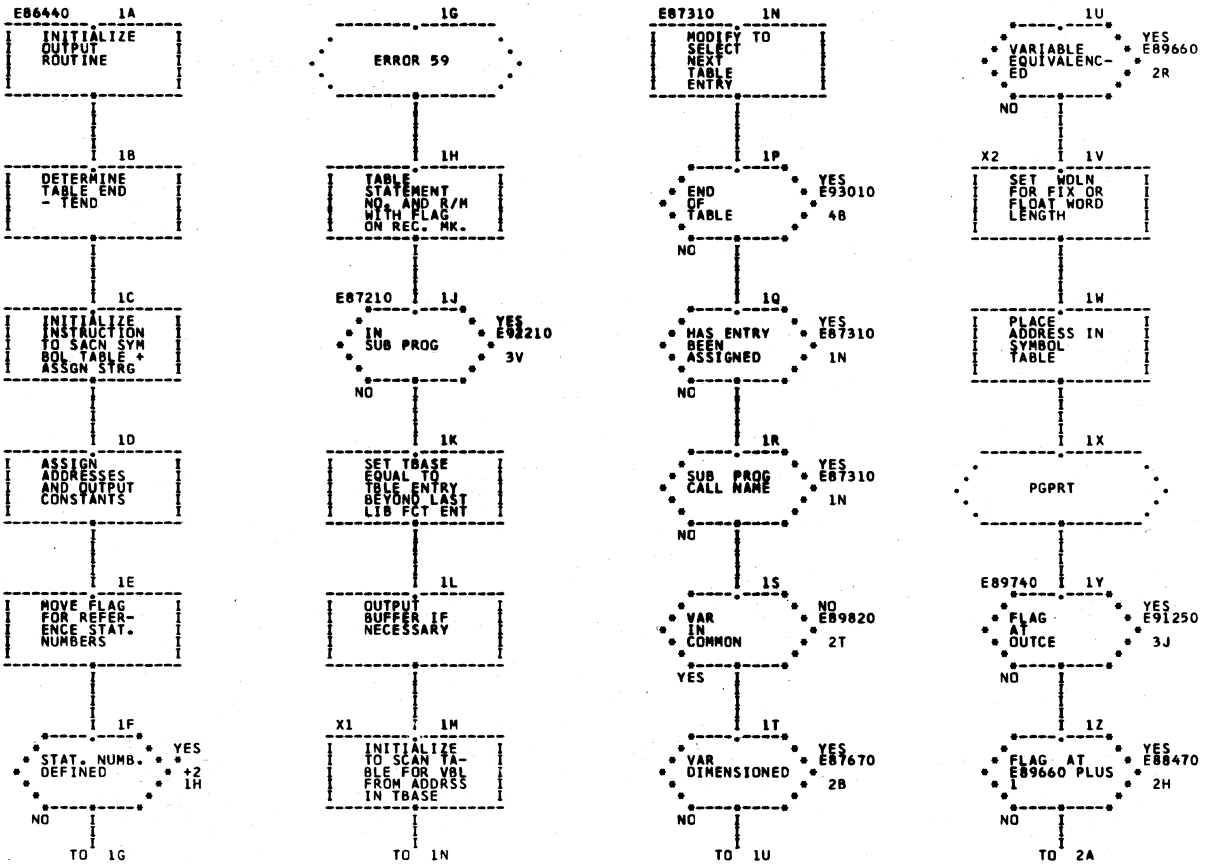 E86440 1A
INITIALIZE
OUTPUT
ROUTINE
1B
DETERMINE
TABLE END
- TEND
1C
INITIALIZE
INSTRUCTION
TO SACN SYM
BOL TABLE +
ASSGN STRG
1D
ASSIGN
ADDRESSES
AND OUTPUT
CONSTANTS
1E
MOVE FLAG
FOR REFER-
ENCE STAT.
NUMBERS
1F
STAT. NUMB.
DEFINED
YES
+2
1H
NO
TO 1G
1G
ERROR 59
1H
TABLE
STATEMENT
NO. AND R/M
WITH FLAG
ON REC. MK.
E87210 1J
IN
SUB PROG
YES
E92210
3V
NO
1K
SET TBASE
EQUAL TO
TBLE ENTRY
BEYOND LAST
LIB FCT ENT
1L
OUTPUT
BUFFER IF
NECESSARY
X1 1M
INITIALIZE
TO SCAN TA-
BLE FOR VBL
FROM ADDRSS
IN TBASE
TO 1N
E87310 1N
MODIFY TO
SELECT
NEXT
TABLE
ENTRY
1P
END
OF
TABLE
YES
E93010
4B
NO
1Q
HAS ENTRY
BEEN
ASSIGNED
YES
E87310
1N
NO
1R
SUB PROG
CALL NAME
YES
E87310
1N
NO
1S
VAR
IN
COMMON
NO
E89820
2T
YES
1T
VAR
DIMENSIONED
YES
E87670
2B
NO
TO 1U
1U
VARIABLE
EQUIVALENC-
ED
YES
E89660
2R
NO
X2 1V
SET WDLN
FOR FIX OR
FLOAT WORD
LENGTH
1W
PLACE
ADDRESS IN
SYMBOL
TABLE
1X
PGPRT
E89740 1Y
FLAG
AT
OUTCE
YES
E91250
3J
NO
1Z
FLAG AT
E89660 PLUS
1
YES
E88470
2H
NO
TO 2A